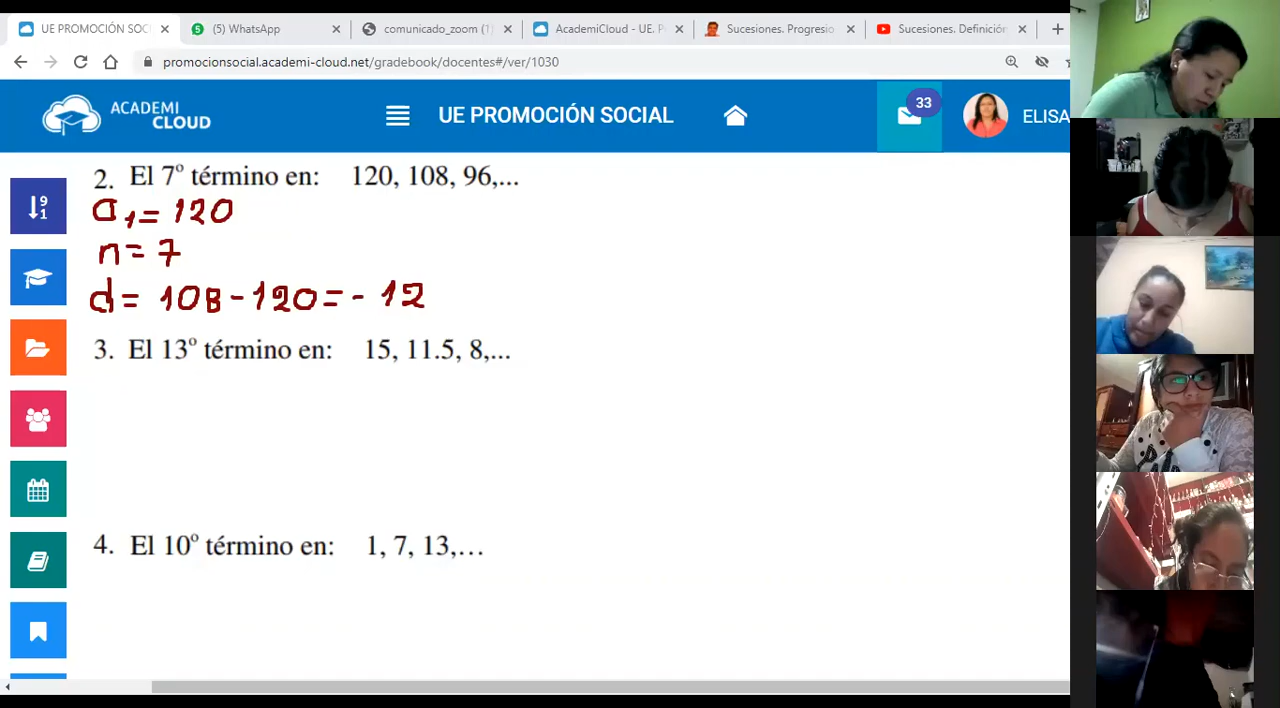 UE PROMOCIÓN SOC
(5) WhatsApp
comunicado_zoom (1)
AcademiCloud - UE. P
Sucesiones. Progresio
Sucesiones. Definición
promocionsocial.academi-cloud.net/gradebook/docentes#/ver/1030
ACADEMI CLOUD
UE PROMOCIÓN SOCIAL
33
ELISA
2. El 7º término en: 120, 108, 96,...
a₁ = 120
n = 7
d = 108 - 120 = - 12
3. El 13º término en: 15, 11.5, 8,...
4. El 10º término en: 1, 7, 13,...